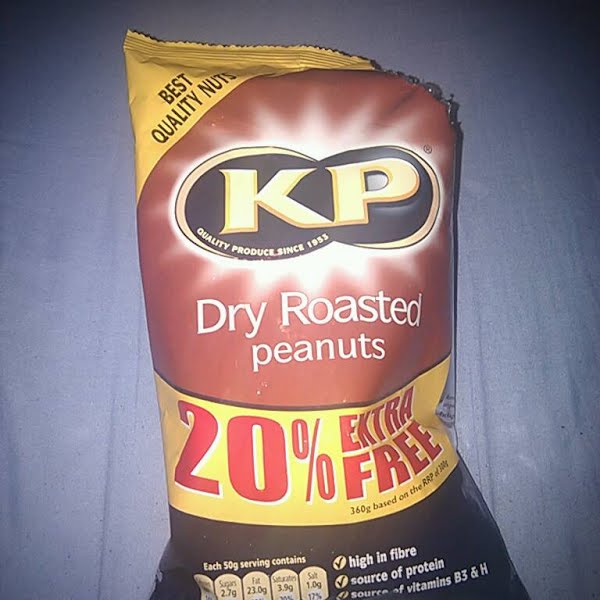 BEST
QUALITY NUTS
KP
®
QUALITY PRODUCE SINCE 1953
Dry Roasted
peanuts
20% EXTRA
FREE
360g based on the RRP of 300g
Each 50g serving contains
Sugars Fat Saturates Salt
2.7g 23.0g 3.9g 1.0g
20% 17%
high in fibre
source of protein
source of vitamins B3 & H